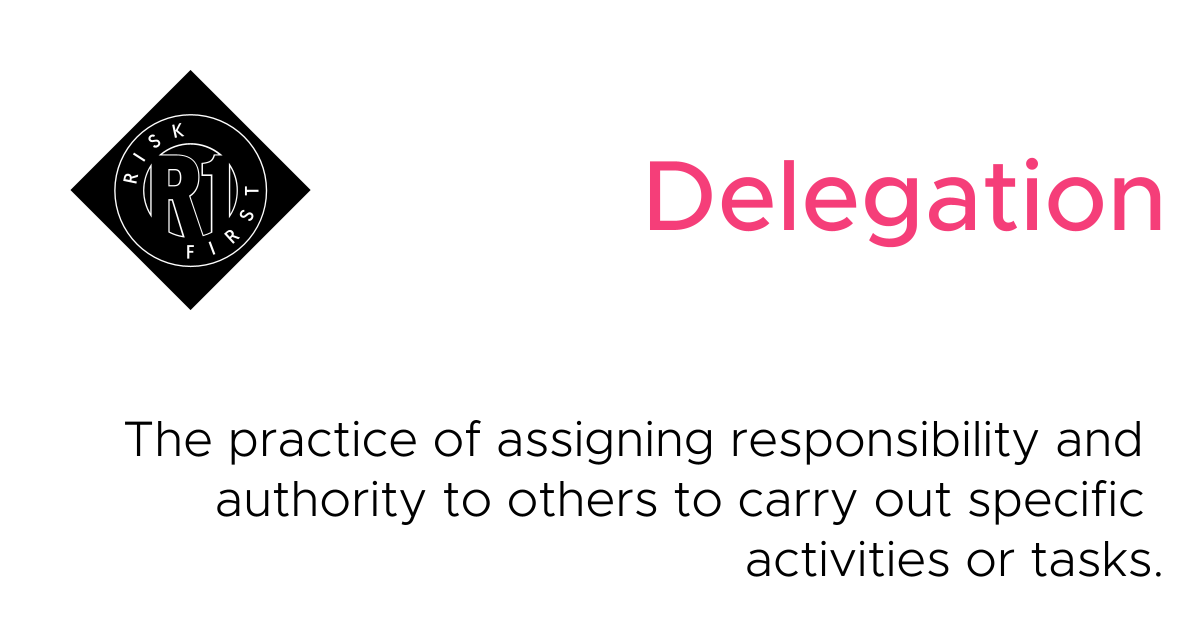 RISK
FIRST
R1
Delegation
The practice of assigning responsibility and
authority to others to carry out specific
activities or tasks.